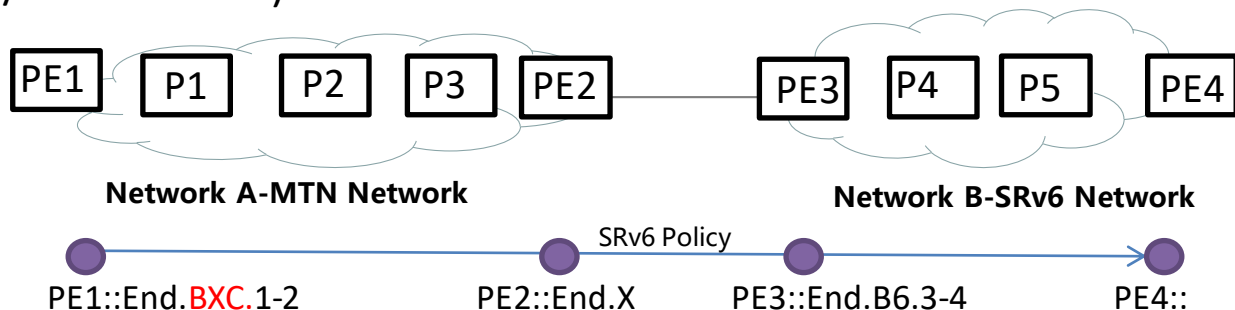 PE1 P1 P2 P3 PE2 PE3 P4 P5 PE4
Network A-MTN Network Network B-SRv6 Network
SRv6 Policy
PE1::End.BXC.1-2 PE2::End.X PE3::End.B6.3-4 PE4::